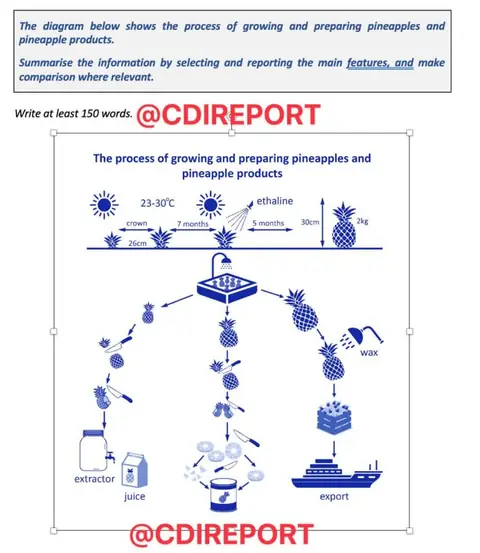 The diagram below shows the process of growing and preparing pineapples and
pineapple products.
Summarise the information by selecting and reporting the main features, and make
comparison where relevant.
Write at least 150 words. @CDIREPORT
The process of growing and preparing pineapples and
pineapple products
23-30°C
ethaline
crown
7 months
5 months
30cm
2kg
26cm
wax
extractor
juice
export
@CDIREPORT